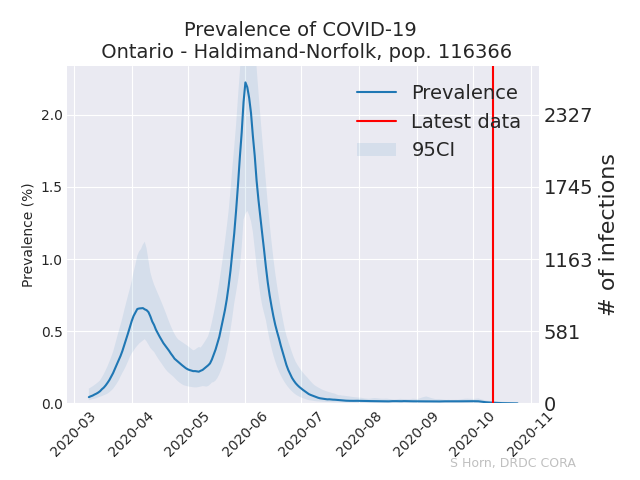 Prevalence of COVID-19
Ontario - Haldimand-Norfolk, pop. 116366
Prevalence
Latest data
95CI
Prevalence (%)
2.0
1.5
1.0
0.5
0.0
2327
1745
1163
581
0
# of infections
2020-03
2020-04
2020-05
2020-06
2020-07
2020-08
2020-09
2020-10
2020-11
S Horn, DRDC CORA